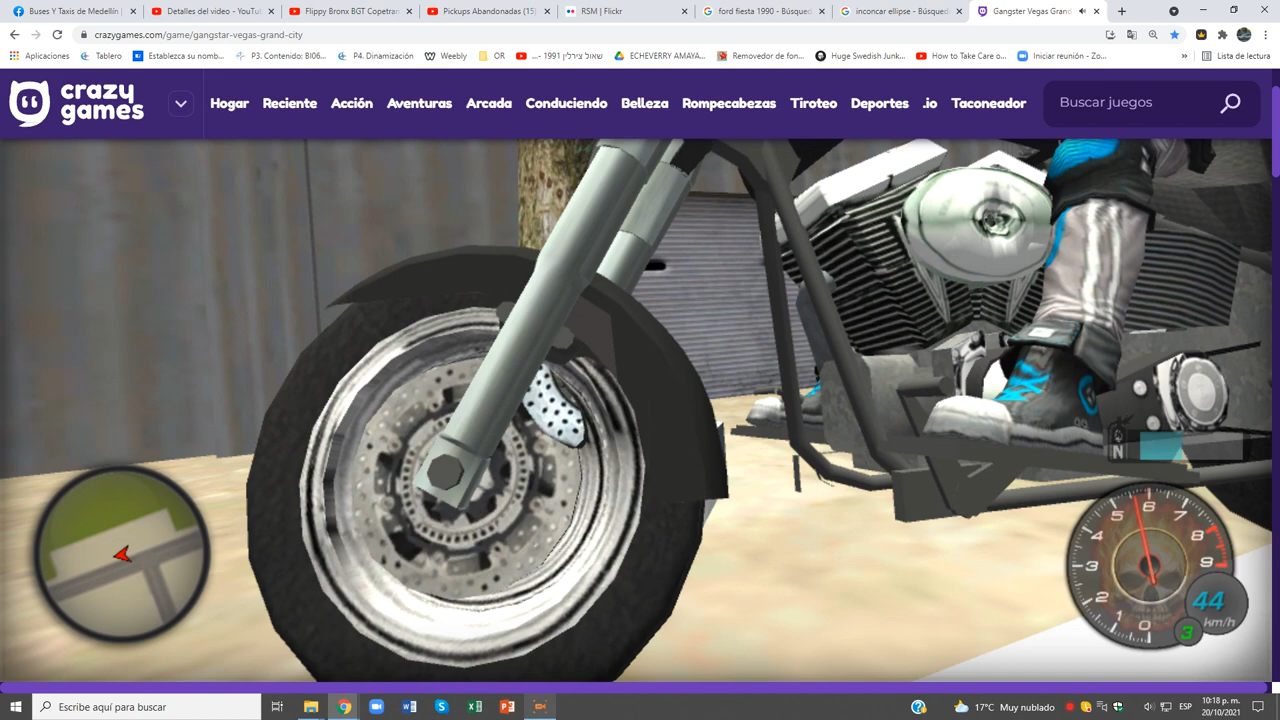 Buses Y Taxis de Medellín
Detalles del video - YouTu
Flippy Bronx BGT Copetran
Pickups Abandonadas (15)
RSM | Flickr
ford fiesta 1990 - Búsqued
inconcar ellipse - Búsqued
Gangster Vegas Grand
crazygames.com/game/gangstar-vegas-grand-city
Aplicaciones
Tablero
Establezca su nomb...
P3. Contenido: BI06...
P4. Dinamización
Weebly
OR
שאול צירלין 1991 -...
ECHEVERRY AMAYA...
Removedor de fon...
Huge Swedish Junk...
How to Take Care o...
Iniciar reunión - Zo...
»
Lista de lectura
crazy games
Hogar
Reciente
Acción
Aventuras
Arcada
Conduciendo
Belleza
Rompecabezas
Tiroteo
Deportes
.io
Taconeador
Buscar juegos
N
0
1
2
3
4
5
6
7
8
9
44
km/h
3
Escribe aquí para buscar
17°C Muy nublado
ESP
10:18 p. m.
20/10/2021